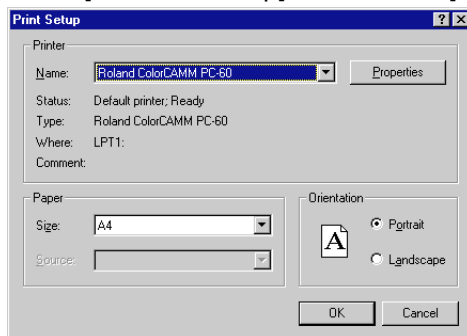 Print Setup
Printer
Name: Roland ColorCAMM PC-60 Properties
Status: Default printer; Ready
Type: Roland ColorCAMM PC-60
Where: LPT1:
Comment:
Paper
Size: A4
Source:
Orientation
A
Portrait
Landscape
OK Cancel